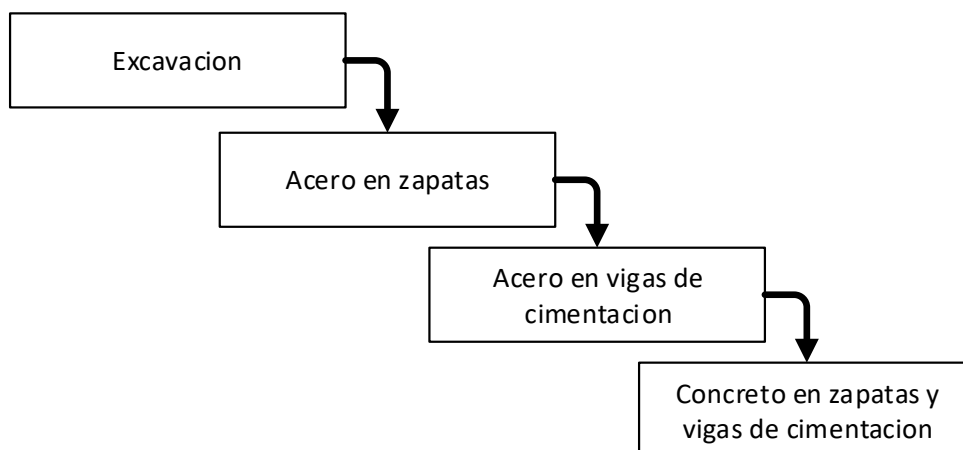 Excavacion
Acero en zapatas
Acero en vigas de
cimentacion
Concreto en zapatas y
vigas de cimentacion